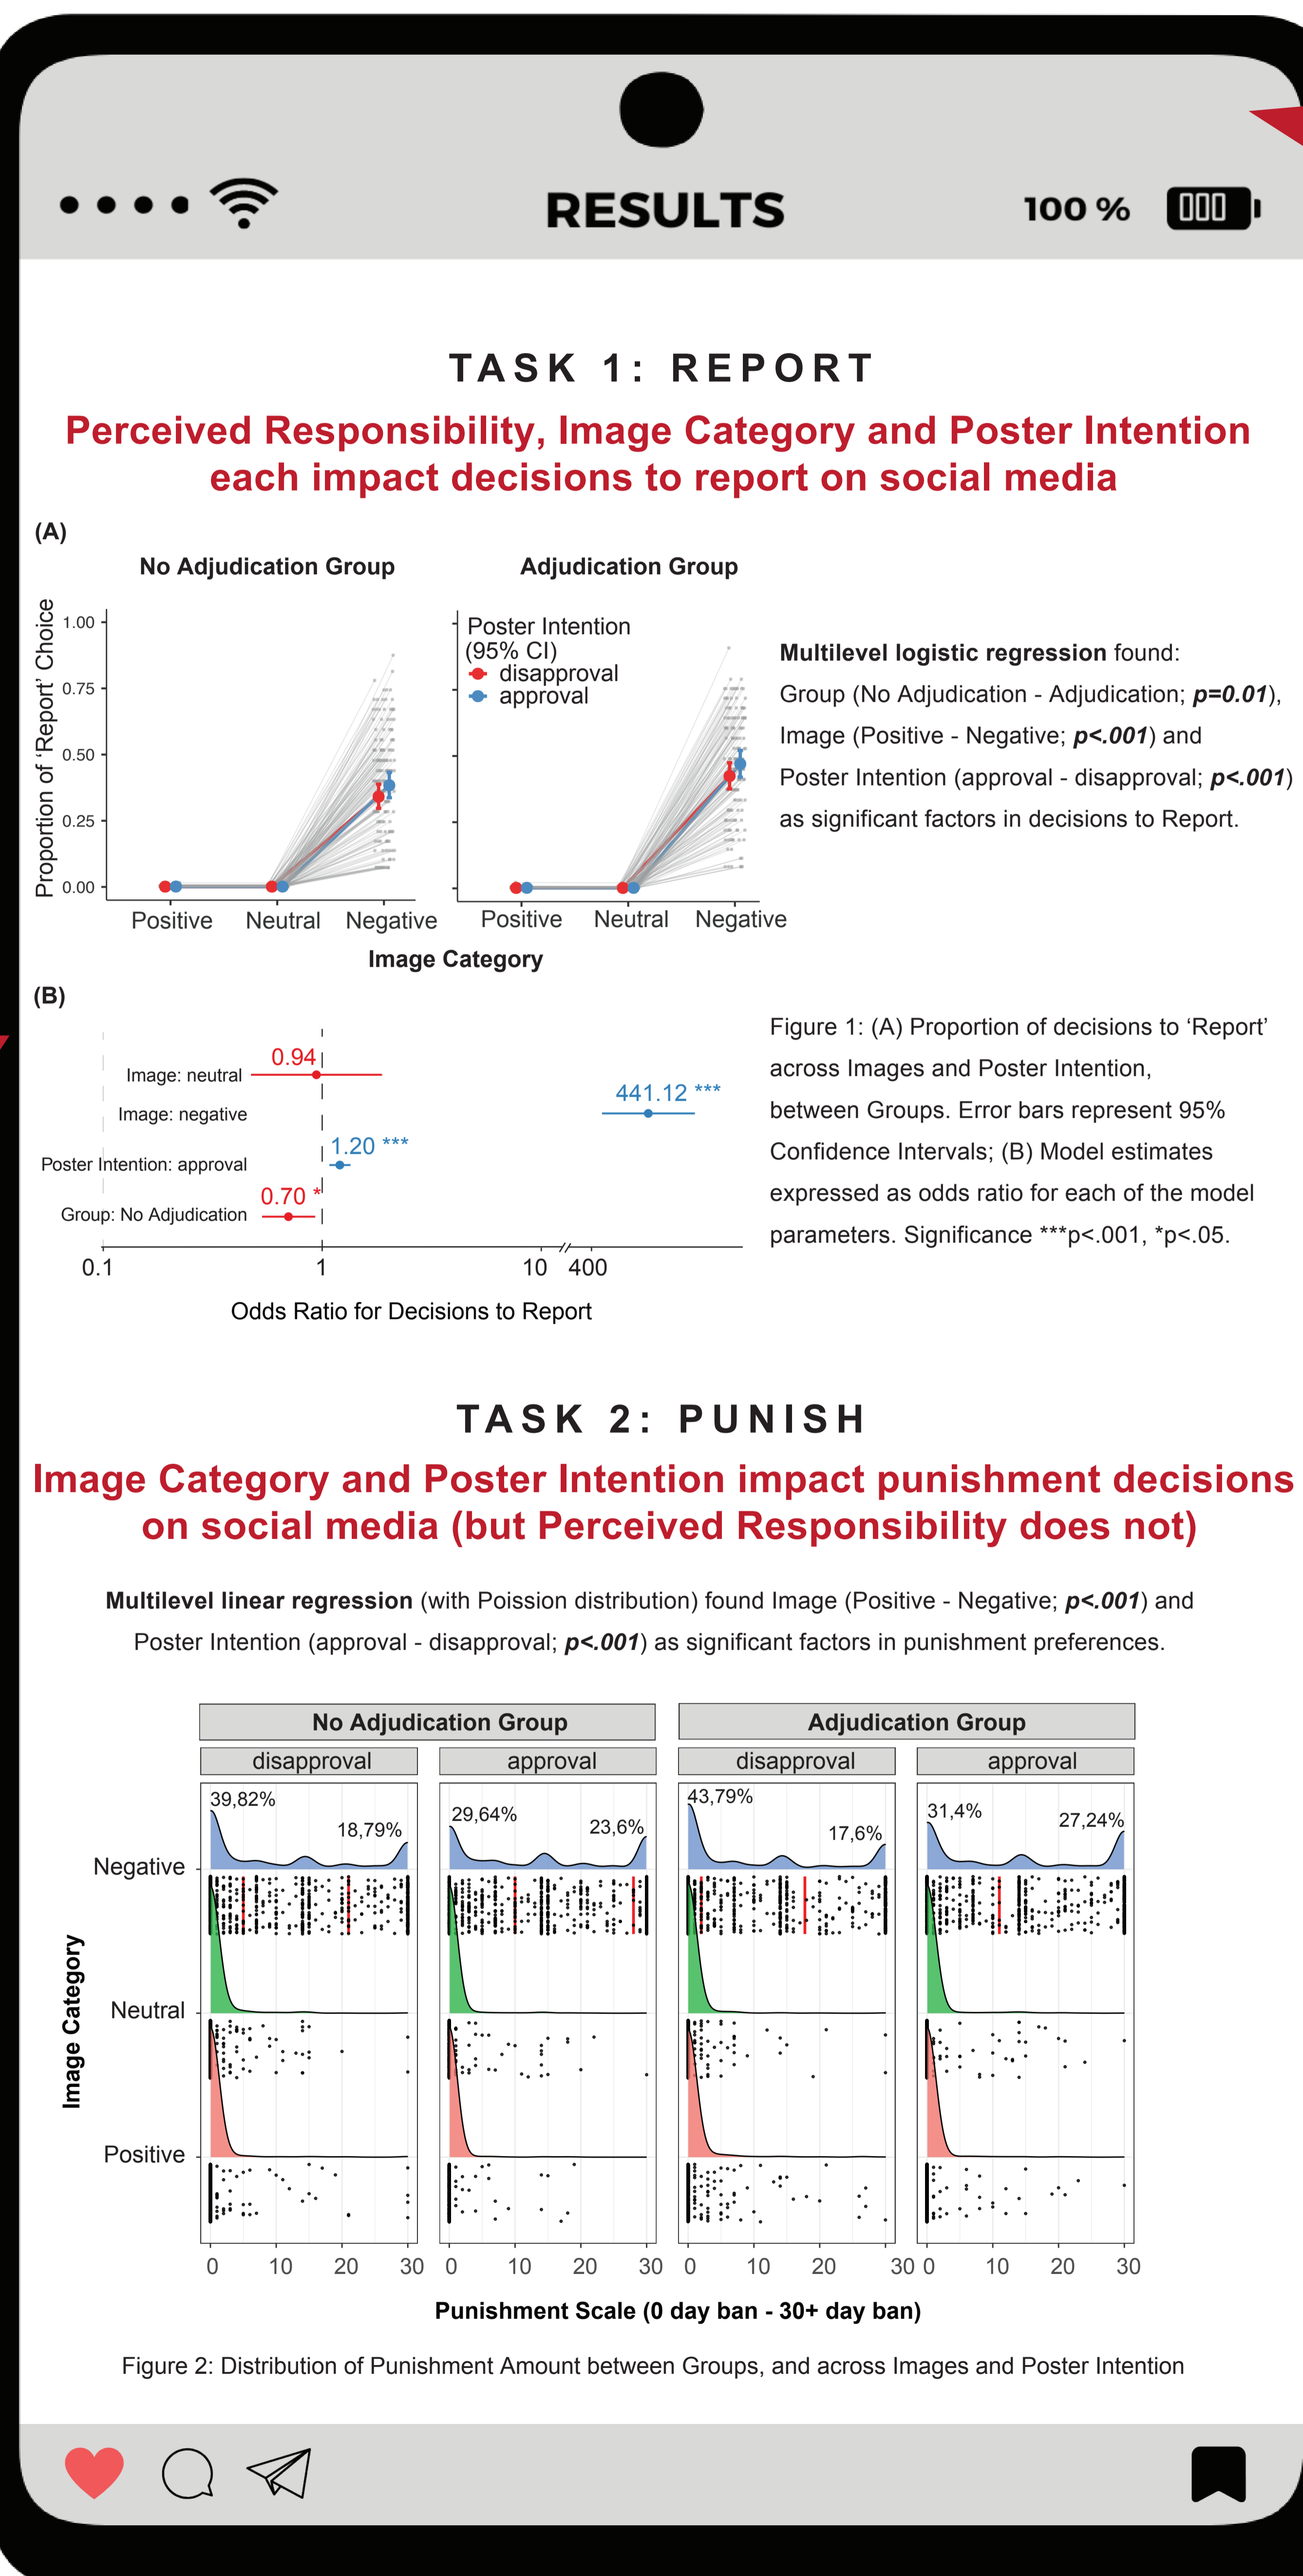 RESULTS
100 %
TASK 1: REPORT
Perceived Responsibility, Image Category and Poster Intention
each impact decisions to report on social media
(A)
No Adjudication Group
Adjudication Group
Proportion of 'Report' Choice
1.00
0.75
0.50
0.25
0.00
Poster Intention
(95% CI)
disapproval
approval
Positive Neutral Negative
Positive Neutral Negative
Image Category
Multilevel logistic regression found:
Group (No Adjudication - Adjudication; p=0.01),
Image (Positive - Negative; p<.001) and
Poster Intention (approval - disapproval; p<.001)
as significant factors in decisions to Report.
(B)
Image: neutral
0.94
Image: negative
441.12 ***
Poster Intention: approval
1.20 ***
Group: No Adjudication
0.70 *
0.1 1 10 400
Odds Ratio for Decisions to Report
Figure 1: (A) Proportion of decisions to ‘Report’
across Images and Poster Intention,
between Groups. Error bars represent 95%
Confidence Intervals; (B) Model estimates
expressed as odds ratio for each of the model
parameters. Significance ***p<.001, *p<.05.
TASK 2: PUNISH
Image Category and Poster Intention impact punishment decisions
on social media (but Perceived Responsibility does not)
Multilevel linear regression (with Poission distribution) found Image (Positive - Negative; p<.001) and
Poster Intention (approval - disapproval; p<.001) as significant factors in punishment preferences.
No Adjudication Group
Adjudication Group
disapproval
approval
disapproval
approval
39,82%
18,79%
29,64%
23,6%
43,79%
17,6%
31,4%
27,24%
Image Category
Negative
Neutral
Positive
0 10 20 30
0 10 20 30
0 10 20 30
0 10 20 30
Punishment Scale (0 day ban - 30+ day ban)
Figure 2: Distribution of Punishment Amount between Groups, and across Images and Poster Intention